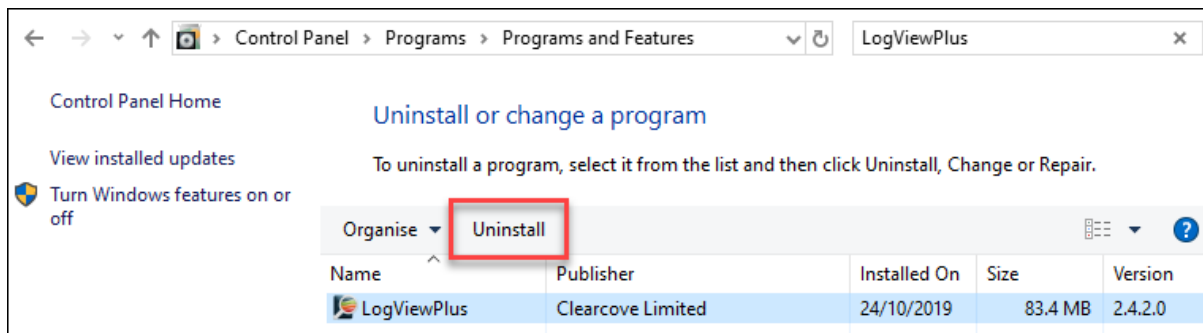 Control Panel > Programs > Programs and Features
LogViewPlus
Control Panel Home
Uninstall or change a program
View installed updates
To uninstall a program, select it from the list and then click Uninstall, Change or Repair.
Turn Windows features on or
off
Organise Uninstall
Name Publisher Installed On Size Version
LogViewPlus Clearcove Limited 24/10/2019 83.4 MB 2.4.2.0